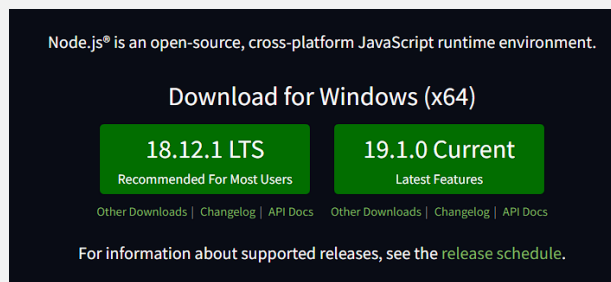 Node.js® is an open-source, cross-platform JavaScript runtime environment.
Download for Windows (x64)
18.12.1 LTS
Recommended For Most Users
19.1.0 Current
Latest Features
Other Downloads | Changelog | API Docs
Other Downloads | Changelog | API Docs
For information about supported releases, see the release schedule.